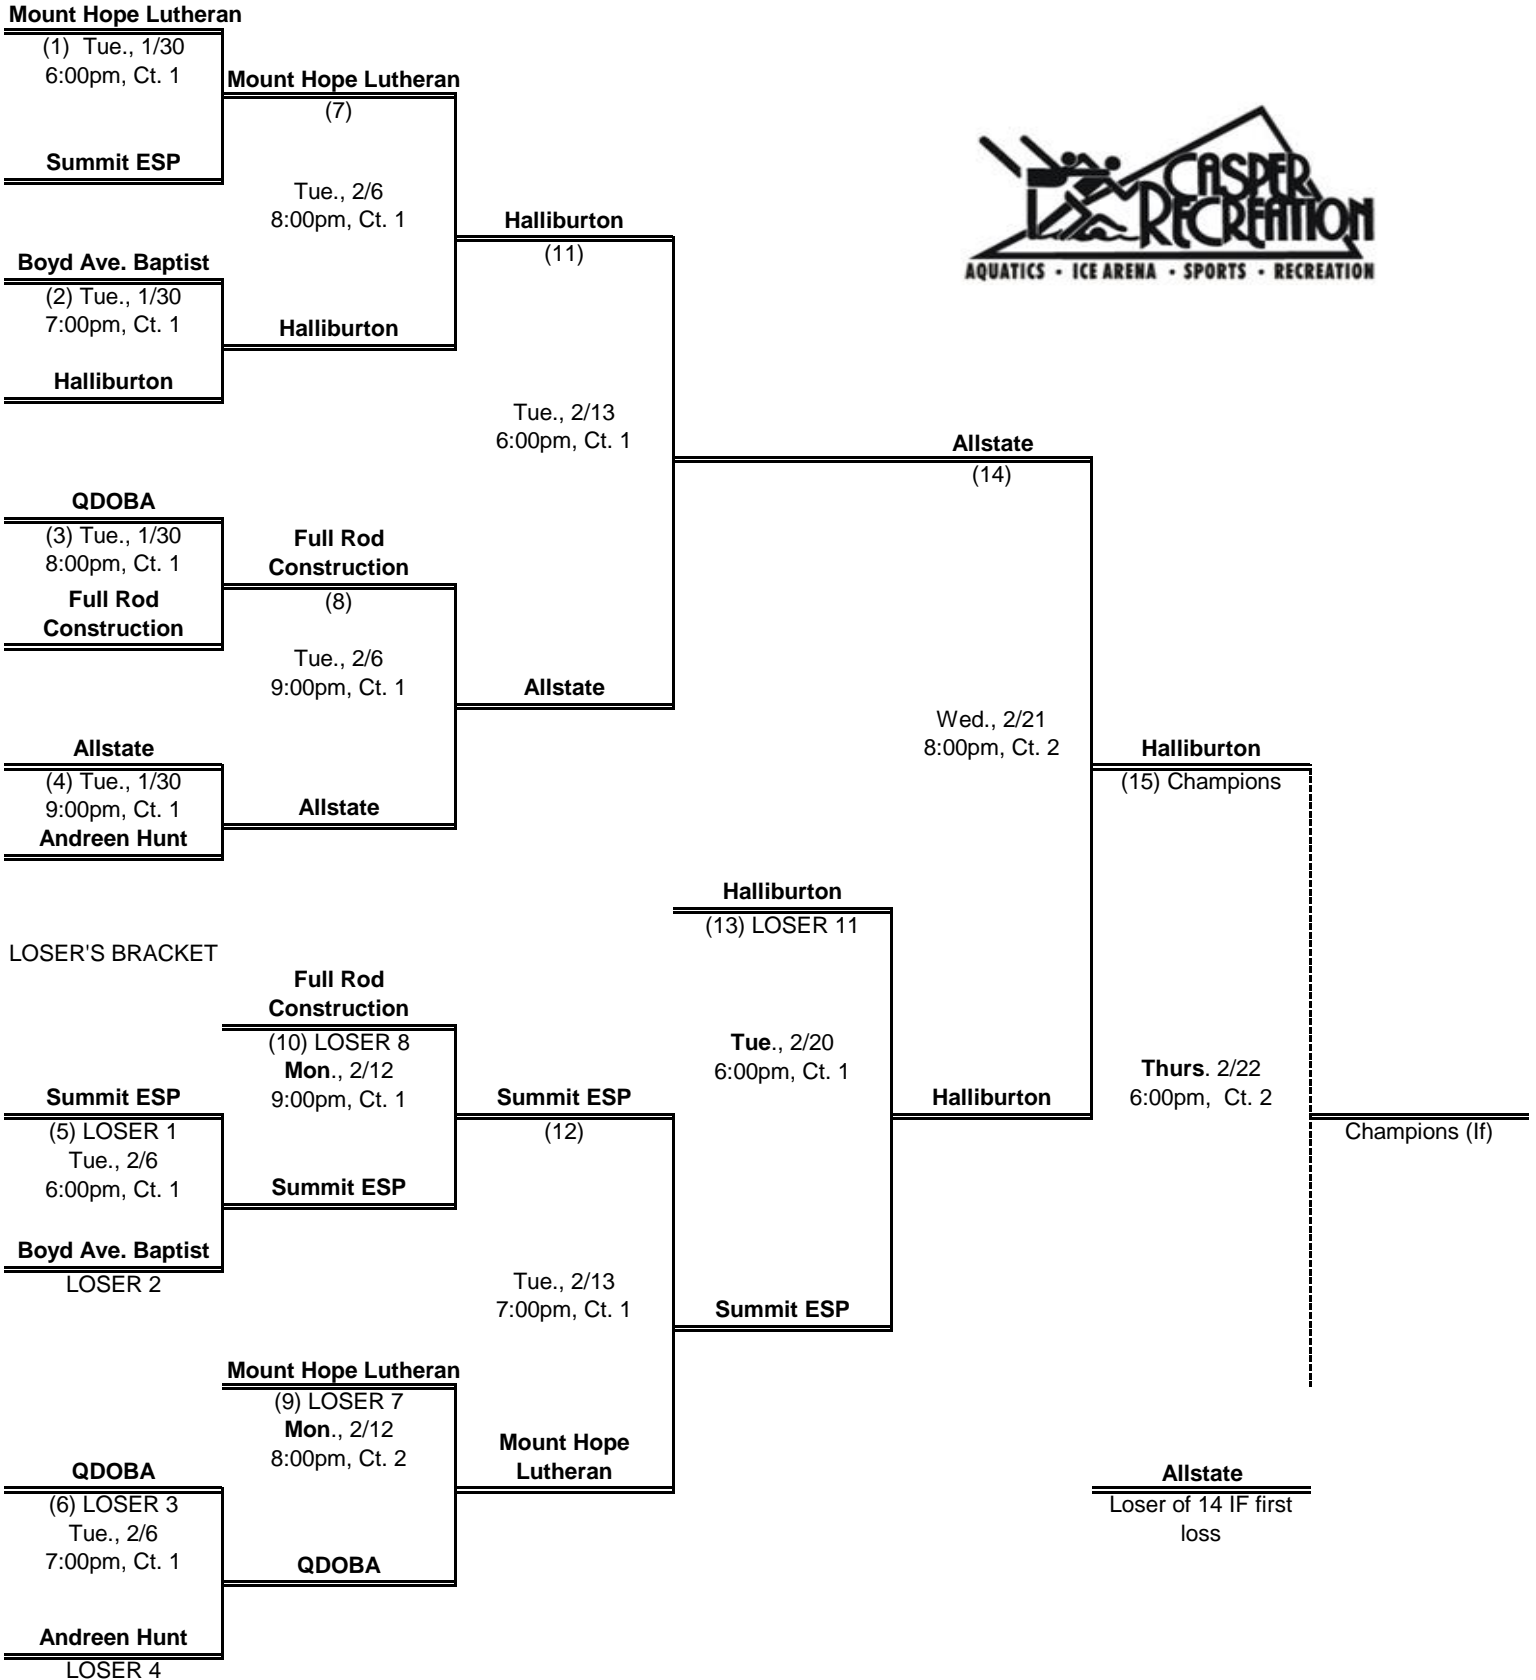 Mount Hope Lutheran
(1)  Tue., 1/30
6:00pm, Ct. 1
Summit ESP
Boyd Ave. Baptist
(2) Tue., 1/30
7:00pm, Ct. 1
Halliburton
QDOBA
(3) Tue., 1/30
8:00pm, Ct. 1
Full Rod
Construction
Allstate
(4) Tue., 1/30
9:00pm, Ct. 1
Andreen Hunt
Mount Hope Lutheran
(7)
Tue., 2/6
8:00pm, Ct. 1
Halliburton
Full Rod
Construction
(8)
Tue., 2/6
9:00pm, Ct. 1
Allstate
Halliburton
(11)
Tue., 2/13
6:00pm, Ct. 1
Allstate
CASPER
RECREATION
AQUATICS • ICE ARENA • SPORTS • RECREATION
Allstate
(14)
Wed., 2/21
8:00pm, Ct. 2
Halliburton
(15) Champions
Thurs. 2/22
6:00pm,  Ct. 2
Champions (If)
Allstate
Loser of 14 IF first
loss
LOSER'S BRACKET
Summit ESP
(5) LOSER 1
Tue., 2/6
6:00pm, Ct. 1
Boyd Ave. Baptist
LOSER 2
QDOBA
(6) LOSER 3
Tue., 2/6
7:00pm, Ct. 1
Andreen Hunt
LOSER 4
Full Rod
Construction
(10) LOSER 8
Mon., 2/12
9:00pm, Ct. 1
Summit ESP
Mount Hope Lutheran
(9) LOSER 7
Mon., 2/12
8:00pm, Ct. 2
QDOBA
Summit ESP
(12)
Tue., 2/13
7:00pm, Ct. 1
Mount Hope
Lutheran
Halliburton
(13) LOSER 11
Tue., 2/20
6:00pm, Ct. 1
Summit ESP
Halliburton